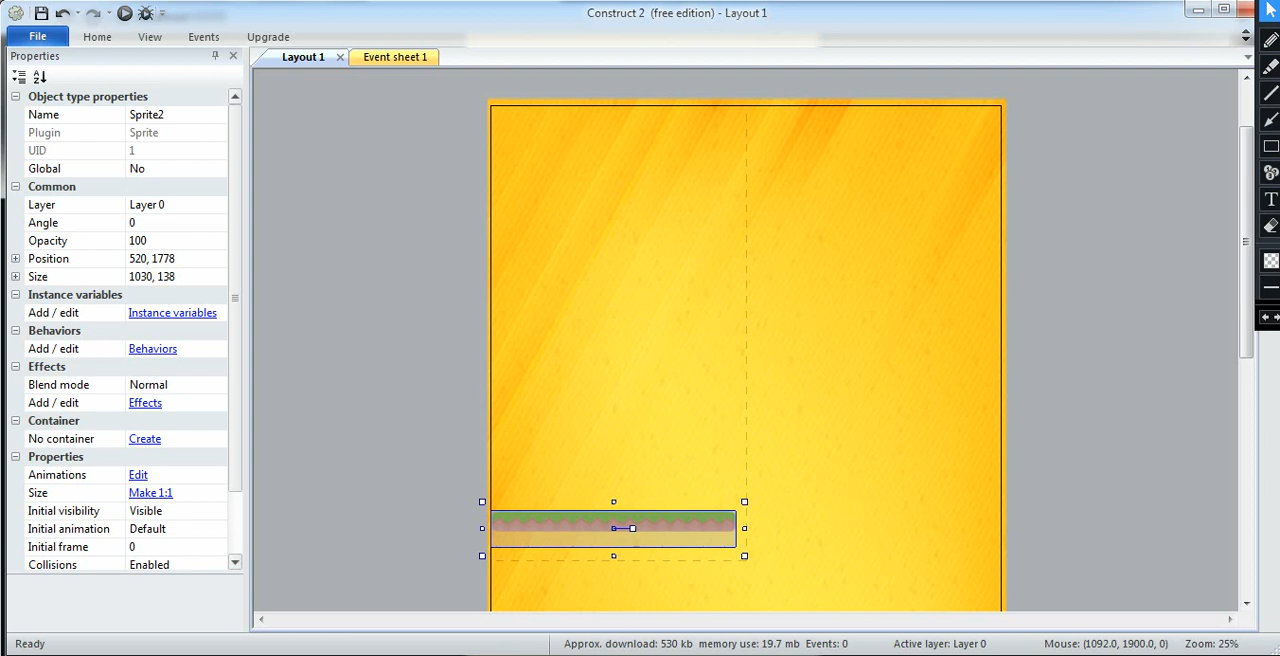 Construct 2 (free edition) - Layout 1
File Home View Events Upgrade
Properties
Layout 1 Event sheet 1
Object type properties
Name Sprite2
Plugin Sprite
UID 1
Global No
Common
Layer Layer 0
Angle 0
Opacity 100
Position 520, 1778
Size 1030, 138
Instance variables
Add / edit Instance variables
Behaviors
Add / edit Behaviors
Effects
Blend mode Normal
Add / edit Effects
Container
No container Create
Properties
Animations Edit
Size Make 1:1
Initial visibility Visible
Initial animation Default
Initial frame 0
Collisions Enabled
Ready Approx. download: 530 kb memory use: 19.7 mb Events: 0 Active layer: Layer 0 Mouse: (1092.0, 1900.0, 0) Zoom: 25%